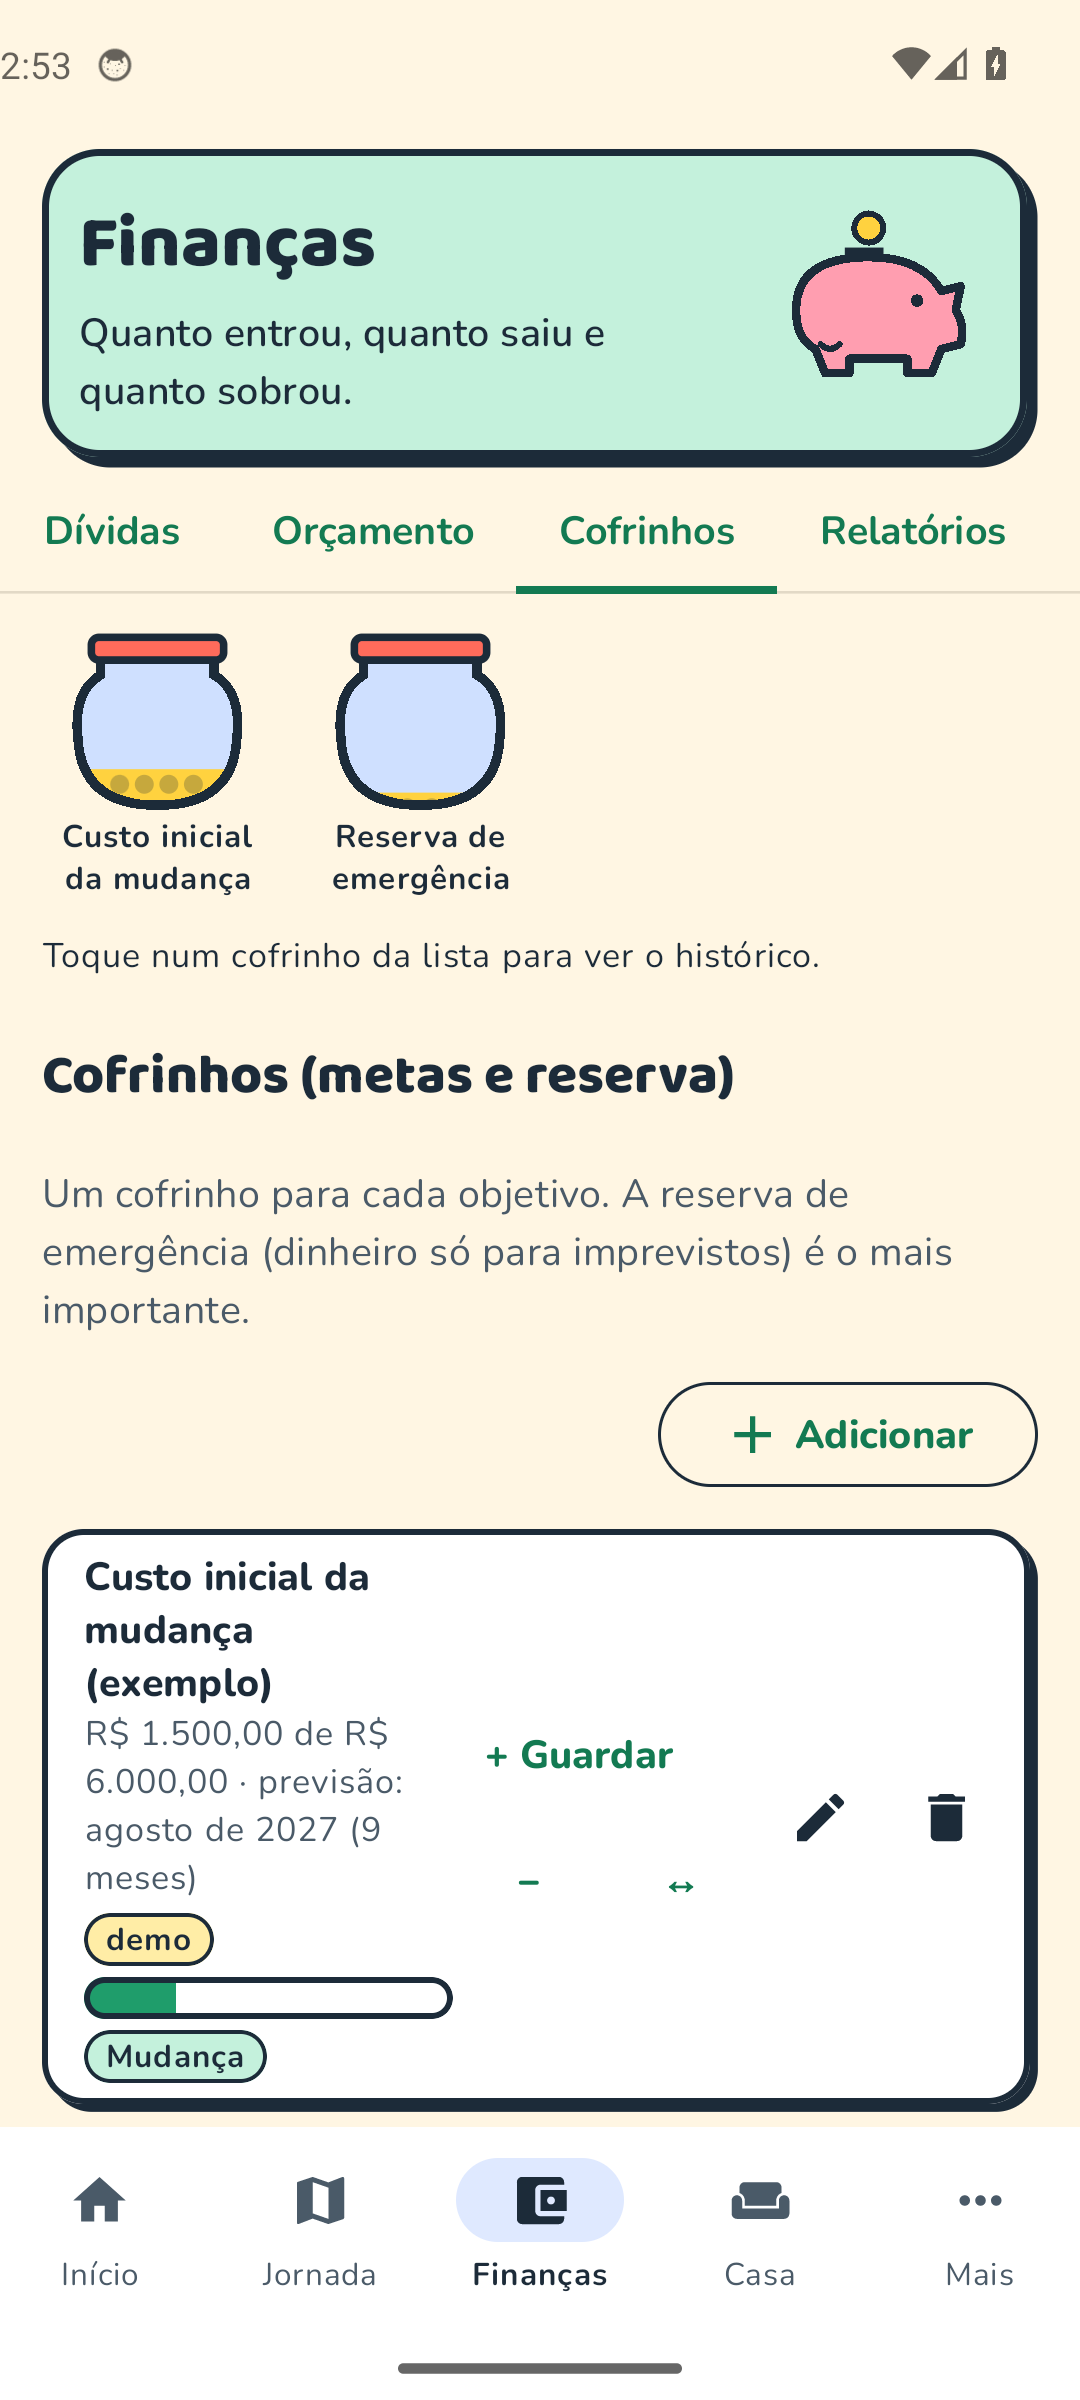 2:53
Finanças
Quanto entrou, quanto saiu e
quanto sobrou.
Dívidas
Orçamento
Cofrinhos
Relatórios
Custo inicial
da mudança
Reserva de
emergência
Toque num cofrinho da lista para ver o histórico.
Cofrinhos (metas e reserva)
Um cofrinho para cada objetivo. A reserva de
emergência (dinheiro só para imprevistos) é o mais
importante.
+ Adicionar
Custo inicial da
mudança
(exemplo)
R$ 1.500,00 de R$
6.000,00 · previsão:
agosto de 2027 (9
meses)
+ Guardar
− ↔
demo
Mudança
Início
Jornada
Finanças
Casa
Mais